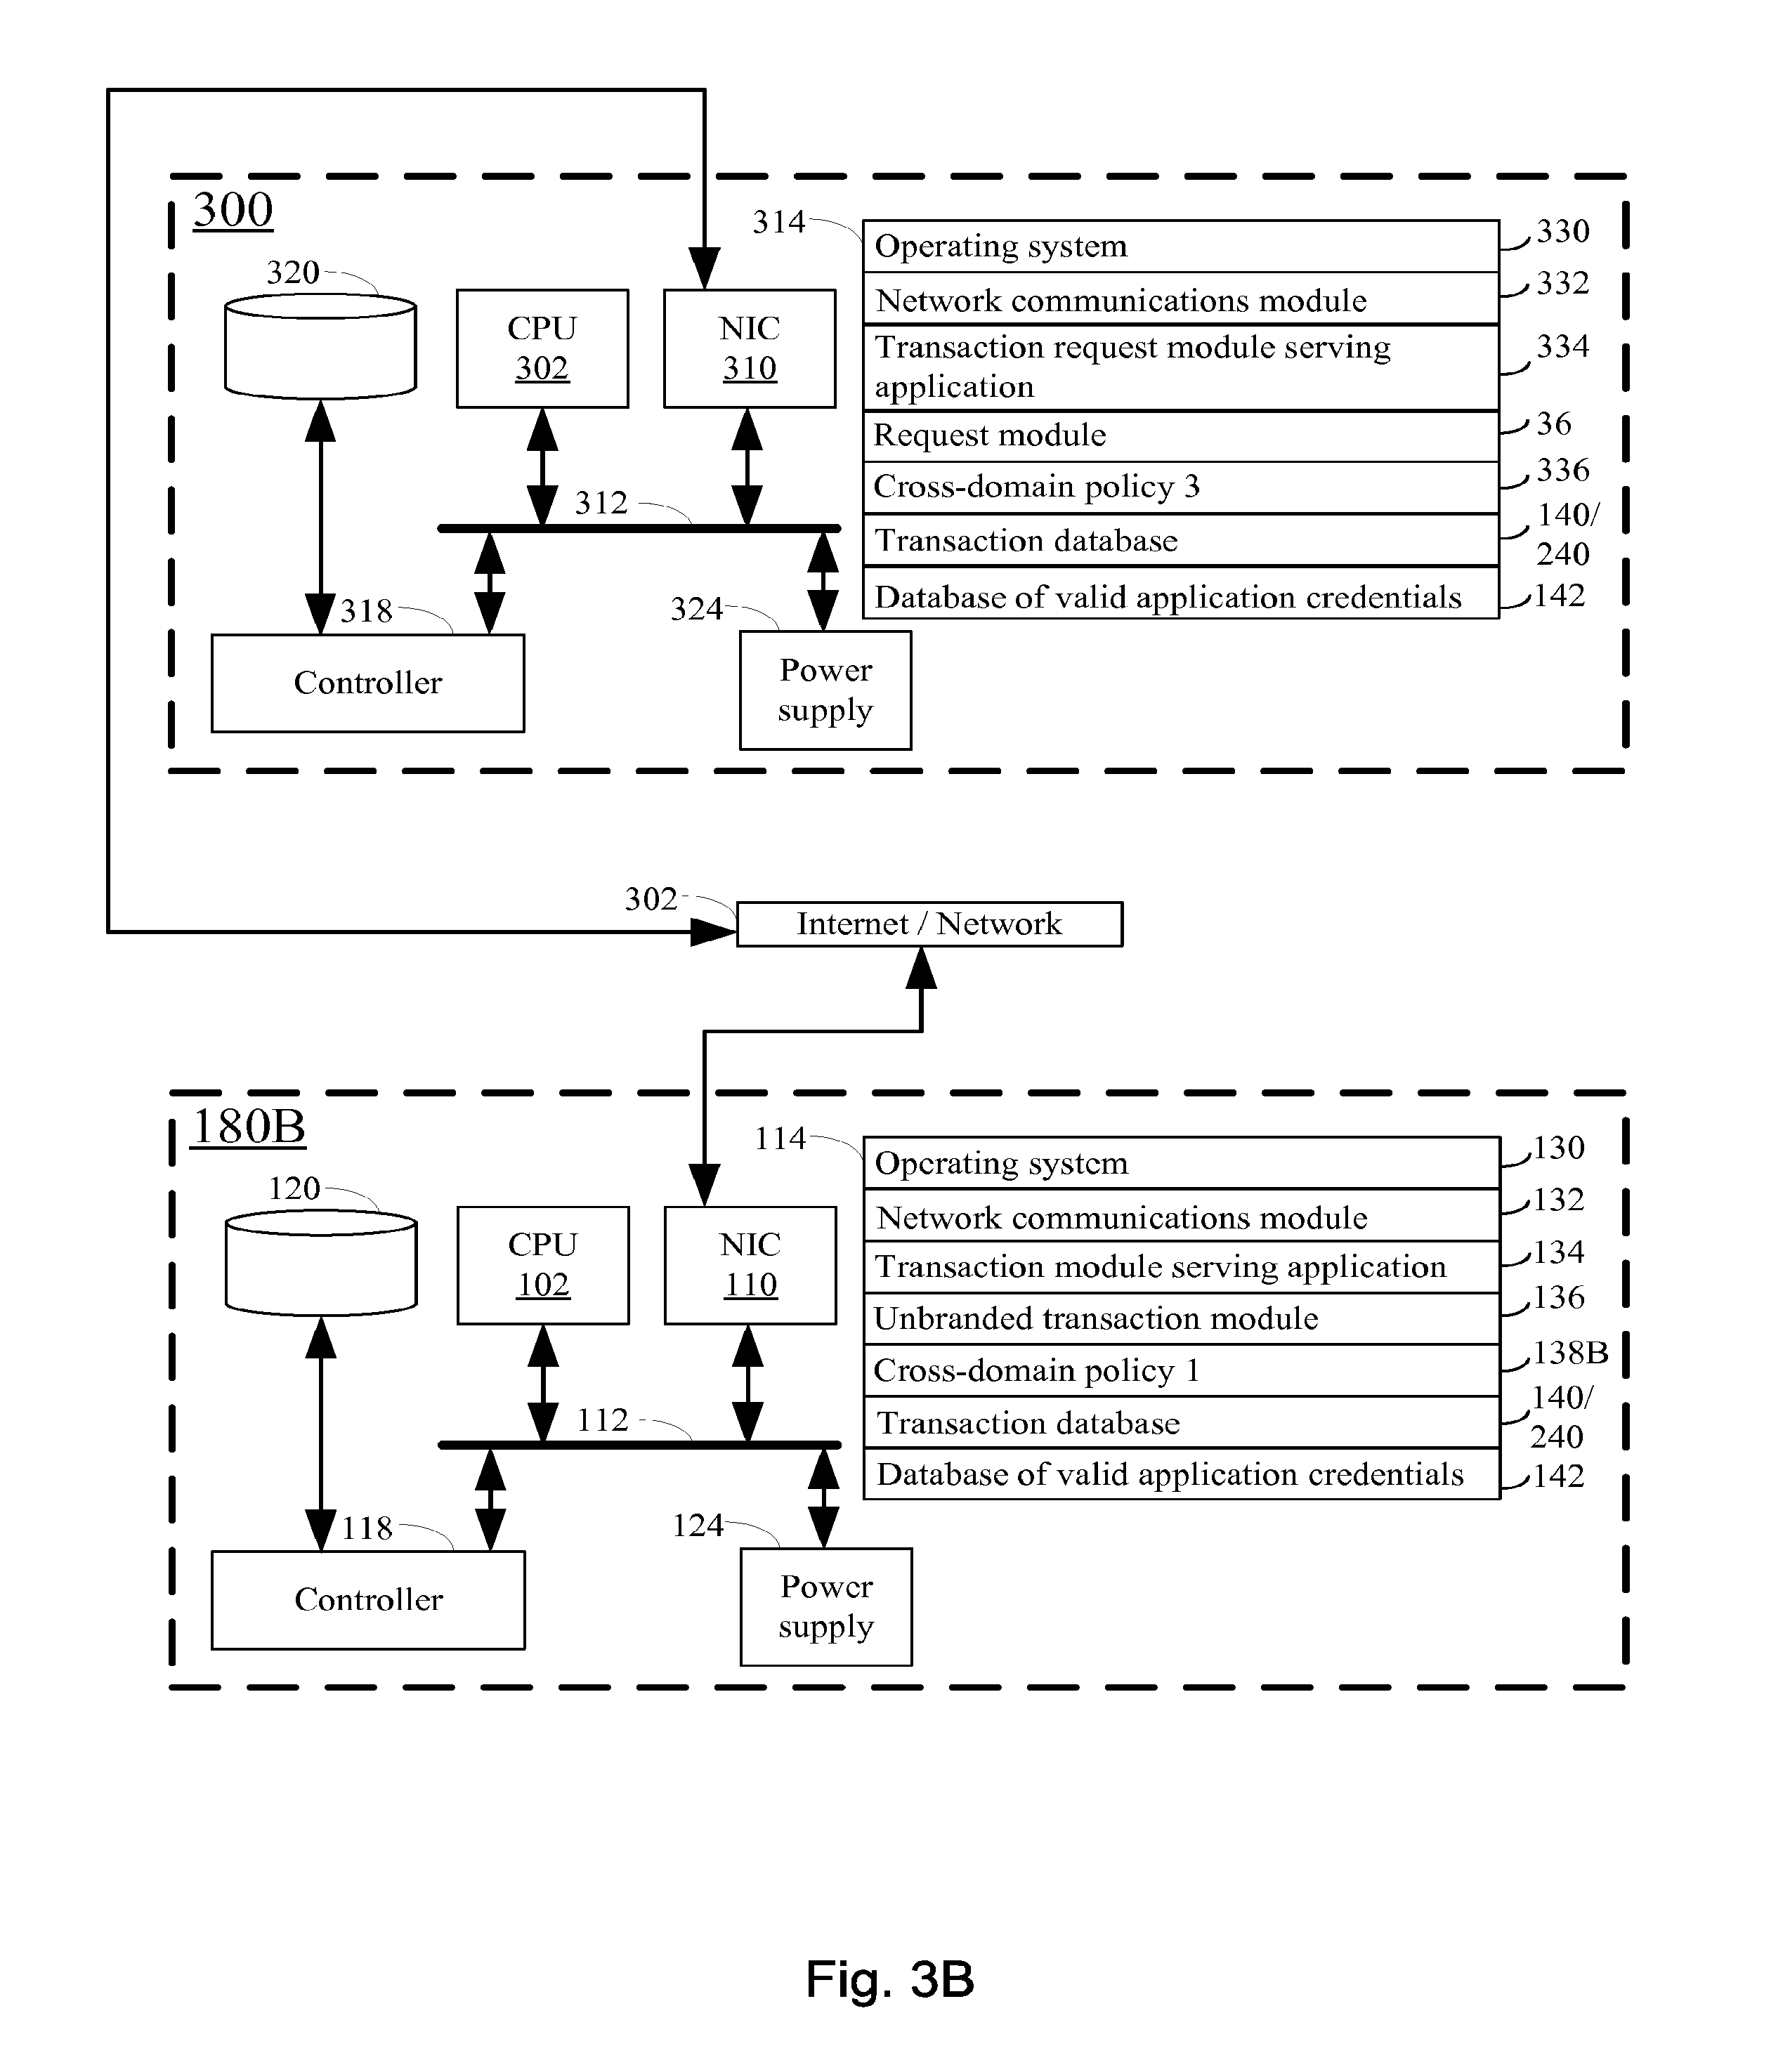 300
314
Operating system
330
320
Network communications module
332
CPU
302
NIC
310
Transaction request module serving
application
334
Request module
36
Cross-domain policy 3
336
312
Transaction database
140/
240
318
324
Database of valid application credentials
142
Controller
Power
supply
302
Internet / Network
180B
114
Operating system
130
120
Network communications module
132
CPU
102
NIC
110
Transaction module serving application
134
Unbranded transaction module
136
Cross-domain policy 1
138B
112
Transaction database
140/
240
Database of valid application credentials
142
118
124
Controller
Power
supply
Fig. 3B